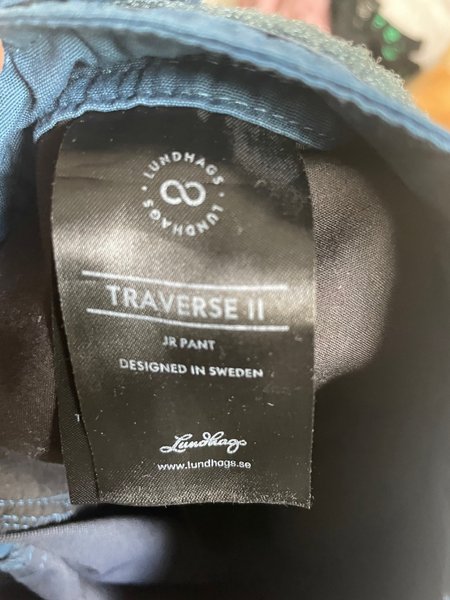 LUNDHAGS · LUNDHAGS ·
TRAVERSE II
JR PANT
DESIGNED IN SWEDEN
Lundhags
www.lundhags.se